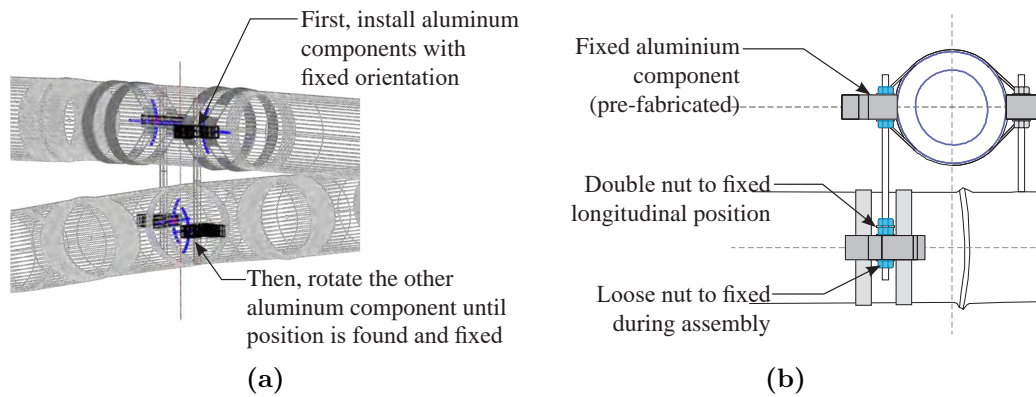 First, install aluminum
components with
fixed orientation
Then, rotate the other
aluminum component until
position is found and fixed
(a)
Fixed aluminium
component
(pre-fabricated)
Double nut to fixed
longitudinal position
Loose nut to fixed
during assembly
(b)